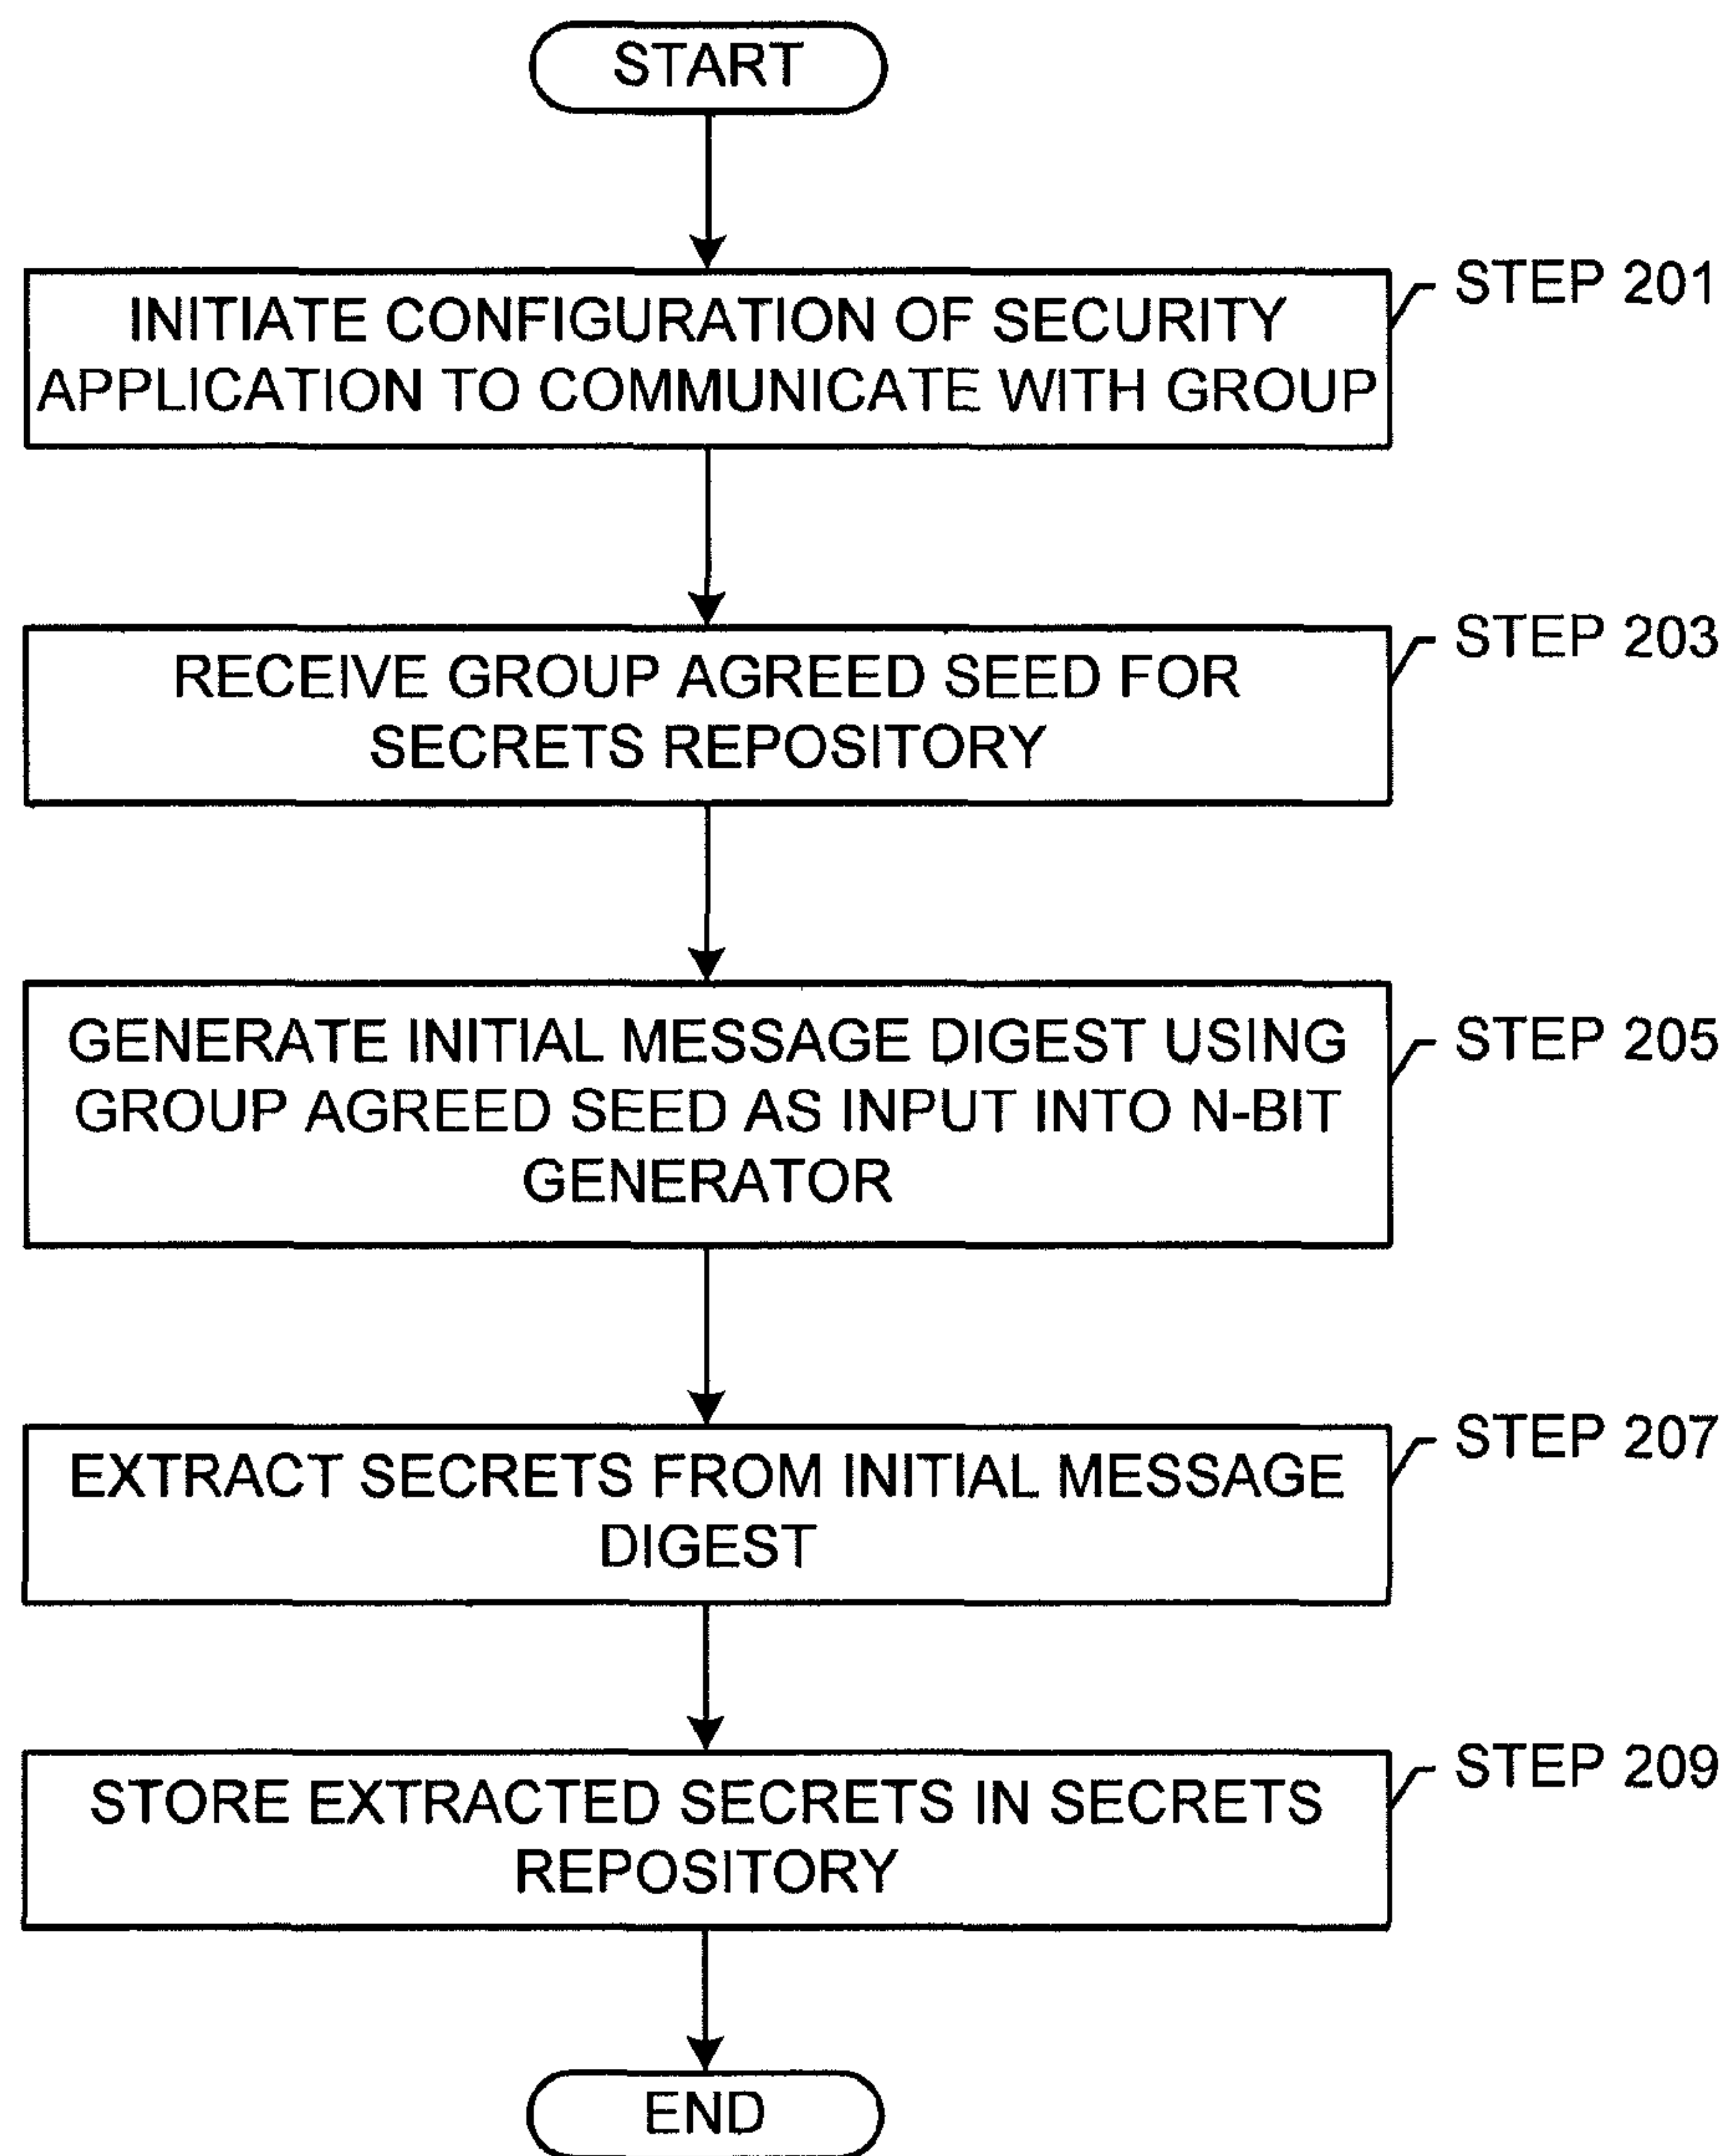 START
INITIATE CONFIGURATION OF SECURITY
APPLICATION TO COMMUNICATE WITH GROUP
STEP 201
RECEIVE GROUP AGREED SEED FOR
SECRETS REPOSITORY
STEP 203
GENERATE INITIAL MESSAGE DIGEST USING
GROUP AGREED SEED AS INPUT INTO N-BIT
GENERATOR
STEP 205
EXTRACT SECRETS FROM INITIAL MESSAGE
DIGEST
STEP 207
STORE EXTRACTED SECRETS IN SECRETS
REPOSITORY
STEP 209
END